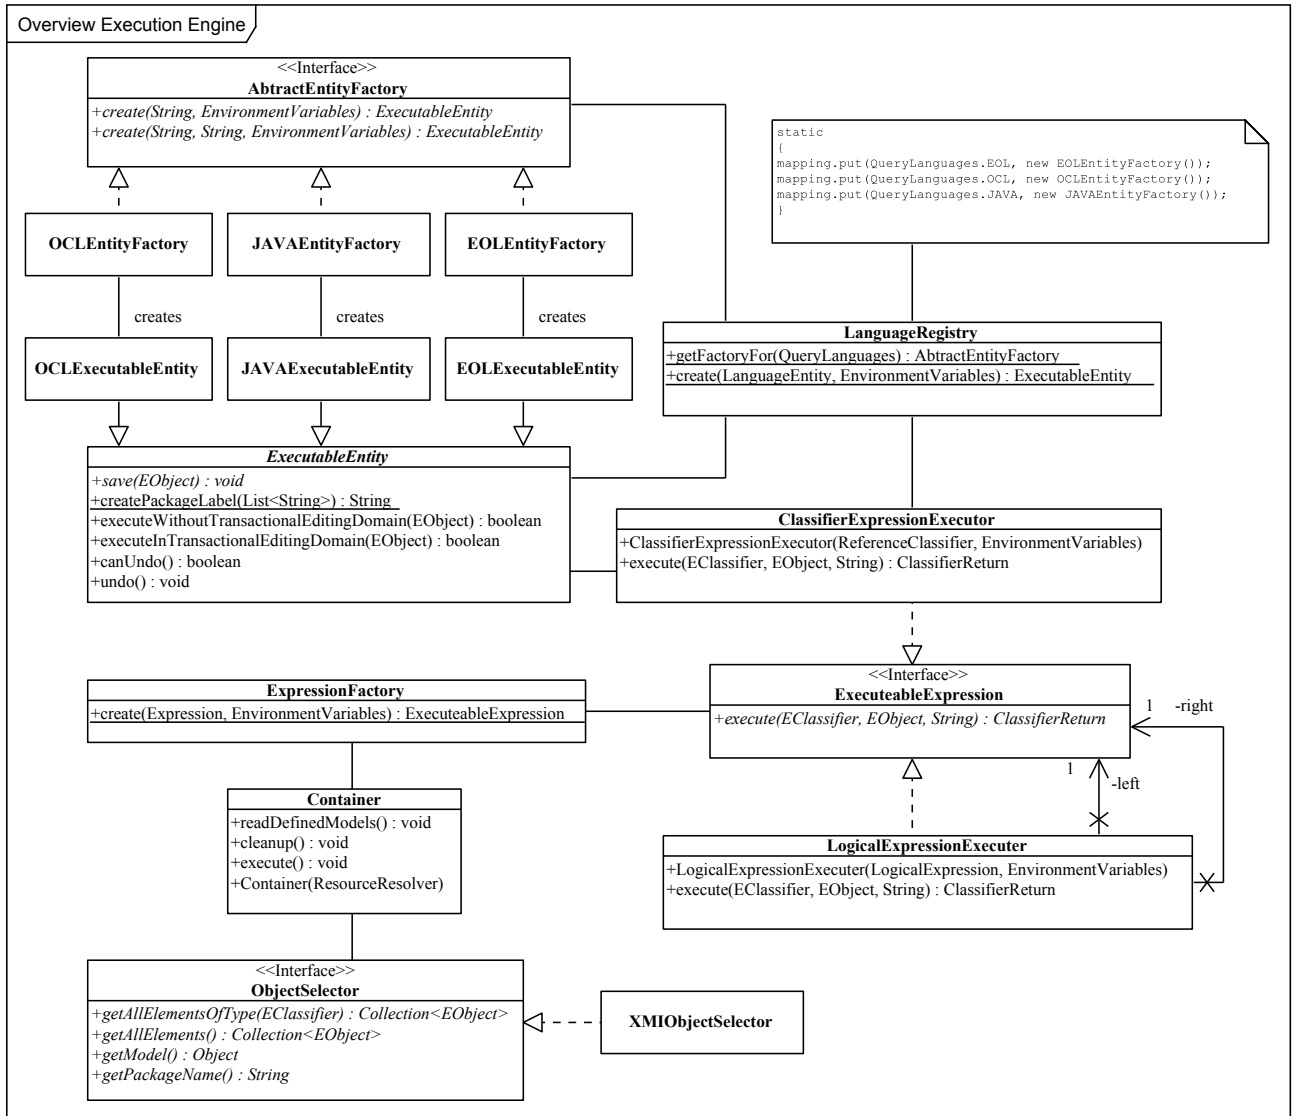 Overview Execution Engine
<<Interface>>
AbtractEntityFactory
+create(String, EnvironmentVariables) : ExecutableEntity
+create(String, String, EnvironmentVariables) : ExecutableEntity
static
{
mapping.put(QueryLanguages.EOL, new EOLEntityFactory());
mapping.put(QueryLanguages.OCL, new OCLEntityFactory());
mapping.put(QueryLanguages.JAVA, new JAVAEntityFactory());
}
OCLEntityFactory
JAVAEntityFactory
EOLEntityFactory
creates
creates
creates
OCLExecutableEntity
JAVAExecutableEntity
EOLExecutableEntity
LanguageRegistry
+getFactoryFor(QueryLanguages) : AbtractEntityFactory
+create(LanguageEntity, EnvironmentVariables) : ExecutableEntity
ExecutableEntity
+save(EObject) : void
+createPackageLabel(List<String>) : String
+executeWithoutTransactionalEditingDomain(EObject) : boolean
+executeInTransactionalEditingDomain(EObject) : boolean
+canUndo() : boolean
+undo() : void
ClassifierExpressionExecutor
+ClassifierExpressionExecutor(ReferenceClassifier, EnvironmentVariables)
+execute(EClassifier, EObject, String) : ClassifierReturn
ExpressionFactory
+create(Expression, EnvironmentVariables) : ExecuteableExpression
<<Interface>>
ExecuteableExpression
+execute(EClassifier, EObject, String) : ClassifierReturn
1
-right
1
-left
Container
+readDefinedModels() : void
+cleanup() : void
+execute() : void
+Container(ResourceResolver)
LogicalExpressionExecuter
+LogicalExpressionExecuter(LogicalExpression, EnvironmentVariables)
+execute(EClassifier, EObject, String) : ClassifierReturn
<<Interface>>
ObjectSelector
+getAllElementsOfType(EClassifier) : Collection<EObject>
+getAllElements() : Collection<EObject>
+getModel() : Object
+getPackageName() : String
XMIObjectSelector